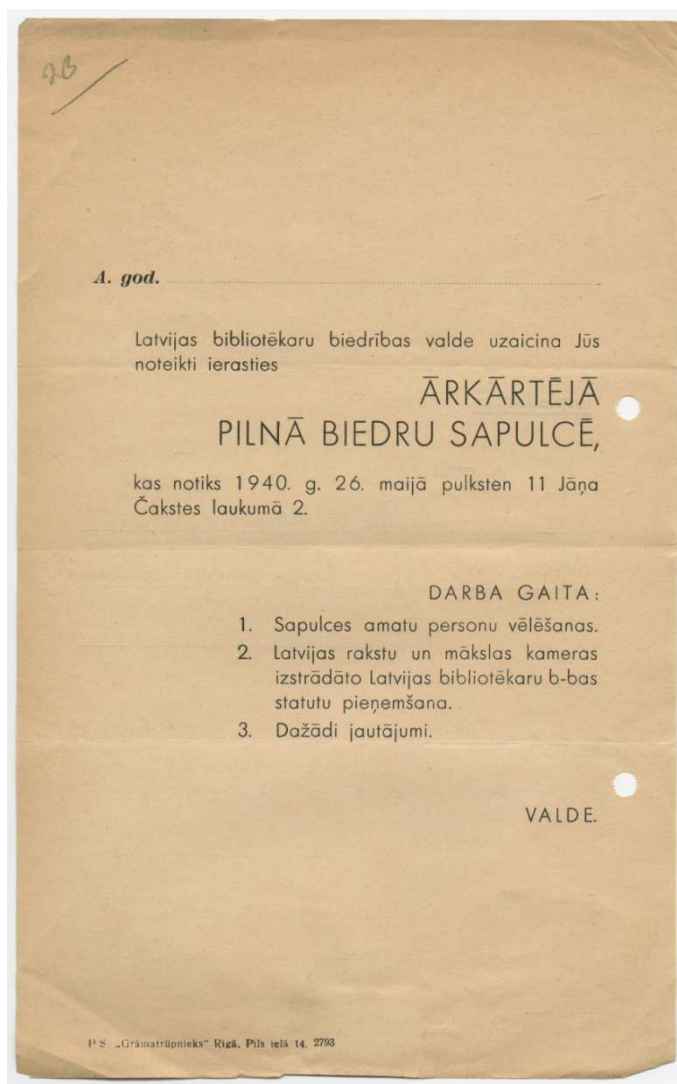 2B
A. god.
Latvijas bibliotēkaru biedrības valde uzaicina Jūs
noteikti ierasties
ĀRKĀRTĒJĀ
PILNĀ BIEDRU SAPULCĒ,
kas notiks 1940. g. 26. maijā pulksten 11 Jāņa
Čakstes laukumā 2.
DARBA GAITA:
1. Sapulces amatu personu vēlēšanas.
2. Latvijas rakstu un mākslas kameras
izstrādāto Latvijas bibliotēkaru b-bas
statutu pieņemšana.
3. Dažādi jautājumi.
VALDE.
P S. „Grāmatrūpnieks" Rīgā, Pils ielā 14. 2793